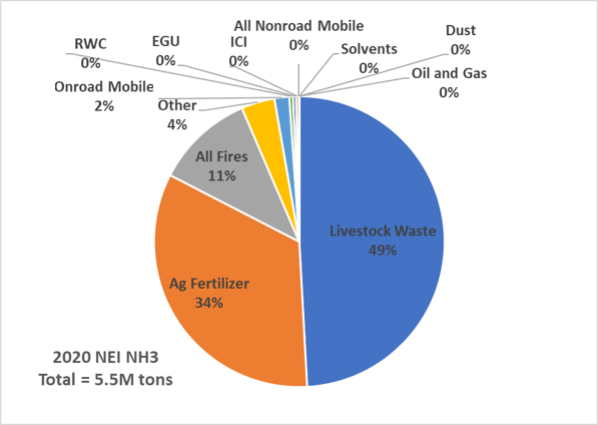 All Nonroad Mobile
0%
Dust
0%
RWC
0%
EGU
0%
ICI
0%
Solvents
0%
Oil and Gas
0%
Onroad Mobile
2%
Other
4%
All Fires
11%
Livestock Waste
49%
Ag Fertilizer
34%
2020 NEI NH3
Total = 5.5M tons